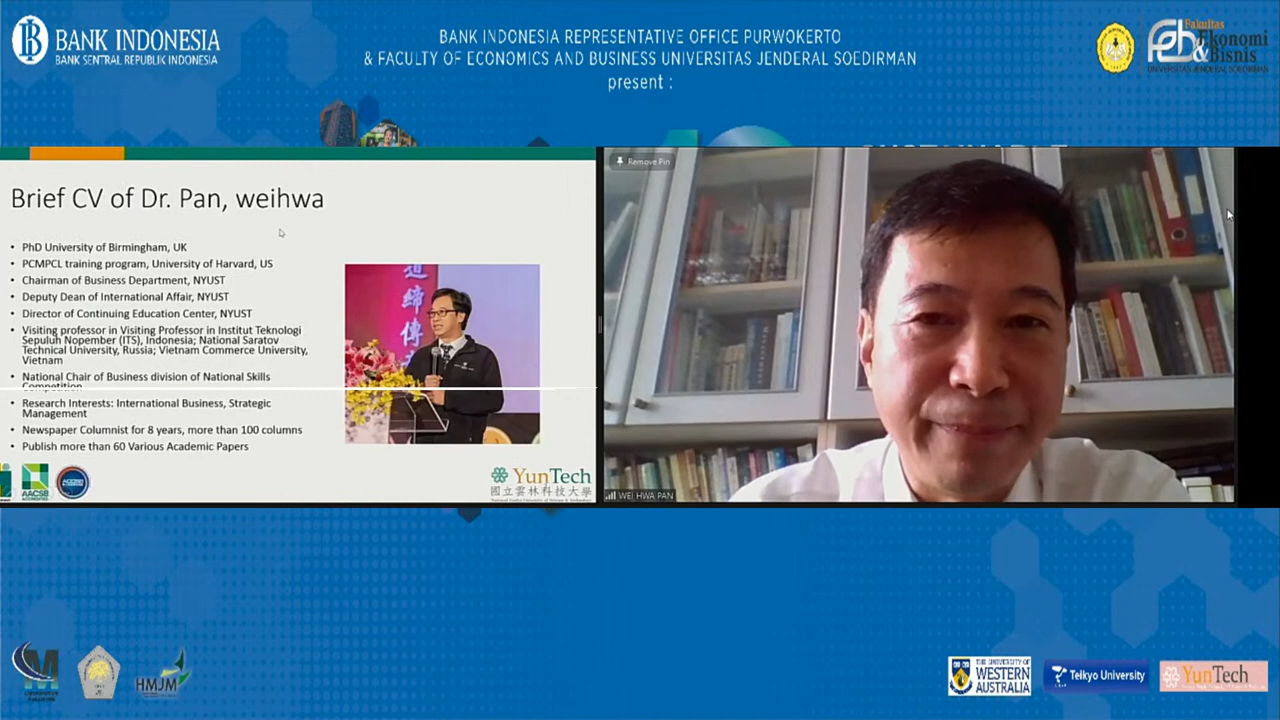 BANK INDONESIA
BANK SENTRAL REPUBLIK INDONESIA
BANK INDONESIA REPRESENTATIVE OFFICE PURWOKERTO
& FACULTY OF ECONOMICS AND BUSINESS UNIVERSITAS JENDERAL SOEDIRMAN
present :
feb
Fakultas
Ekonomi
&Bisnis
UNIVERSITAS JENDERAL SOEDIRMAN
Brief CV of Dr. Pan, weihwa
• PhD University of Birmingham, UK
• PCMPCL training program, University of Harvard, US
• Chairman of Business Department, NYUST
• Deputy Dean of International Affair, NYUST
• Director of Continuing Education Center, NYUST
• Visiting professor in Visiting Professor in Institut Teknologi
Sepuluh Nopember (ITS), Indonesia; National Saratov
Technical University, Russia; Vietnam Commerce University,
Vietnam
• National Chair of Business division of National Skills
Competition
• Research Interests: International Business, Strategic
Management
• Newspaper Columnist for 8 years, more than 100 columns
• Publish more than 60 Various Academic Papers
AACSB
ACCREDITED
YunTech
國立雲林科技大學
Remove Pin
WEI HWA PAN
HMJM
THE UNIVERSITY OF
WESTERN
AUSTRALIA
Teikyo University
YunTech